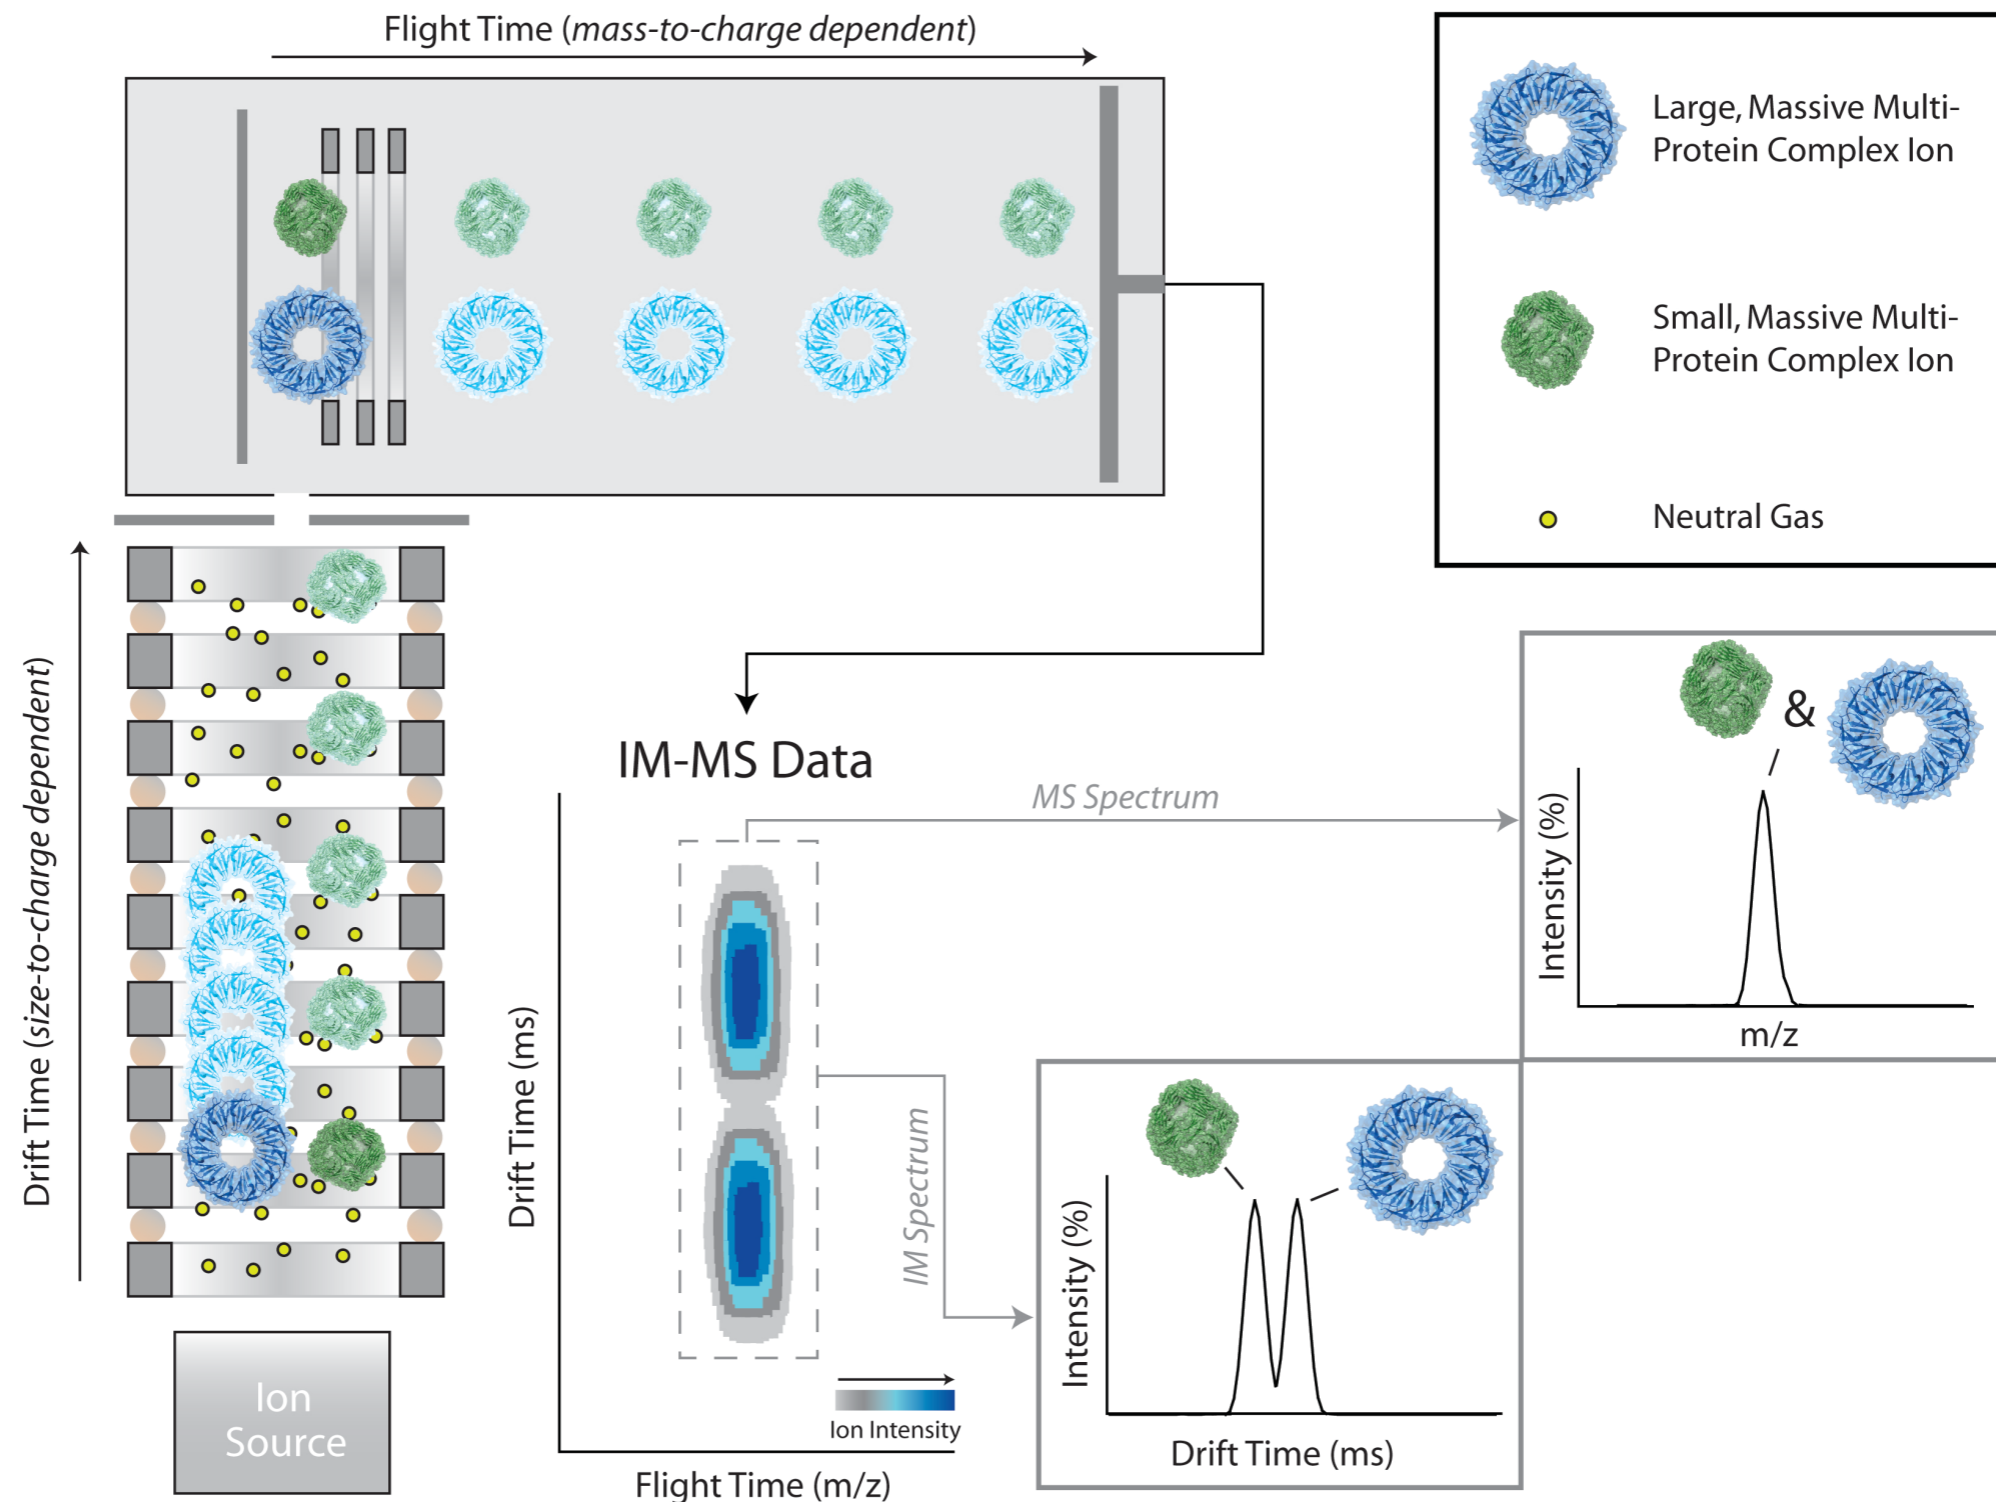 Flight Time (mass-to-charge dependent)
Large, Massive Multi-
Protein Complex Ion
Small, Massive Multi-
Protein Complex Ion
Neutral Gas
Drift Time (size-to-charge dependent)
Ion
Source
IM-MS Data
Drift Time (ms)
Flight Time (m/z)
Ion Intensity
MS Spectrum
IM Spectrum
&
Intensity (%)
m/z
Intensity (%)
Drift Time (ms)